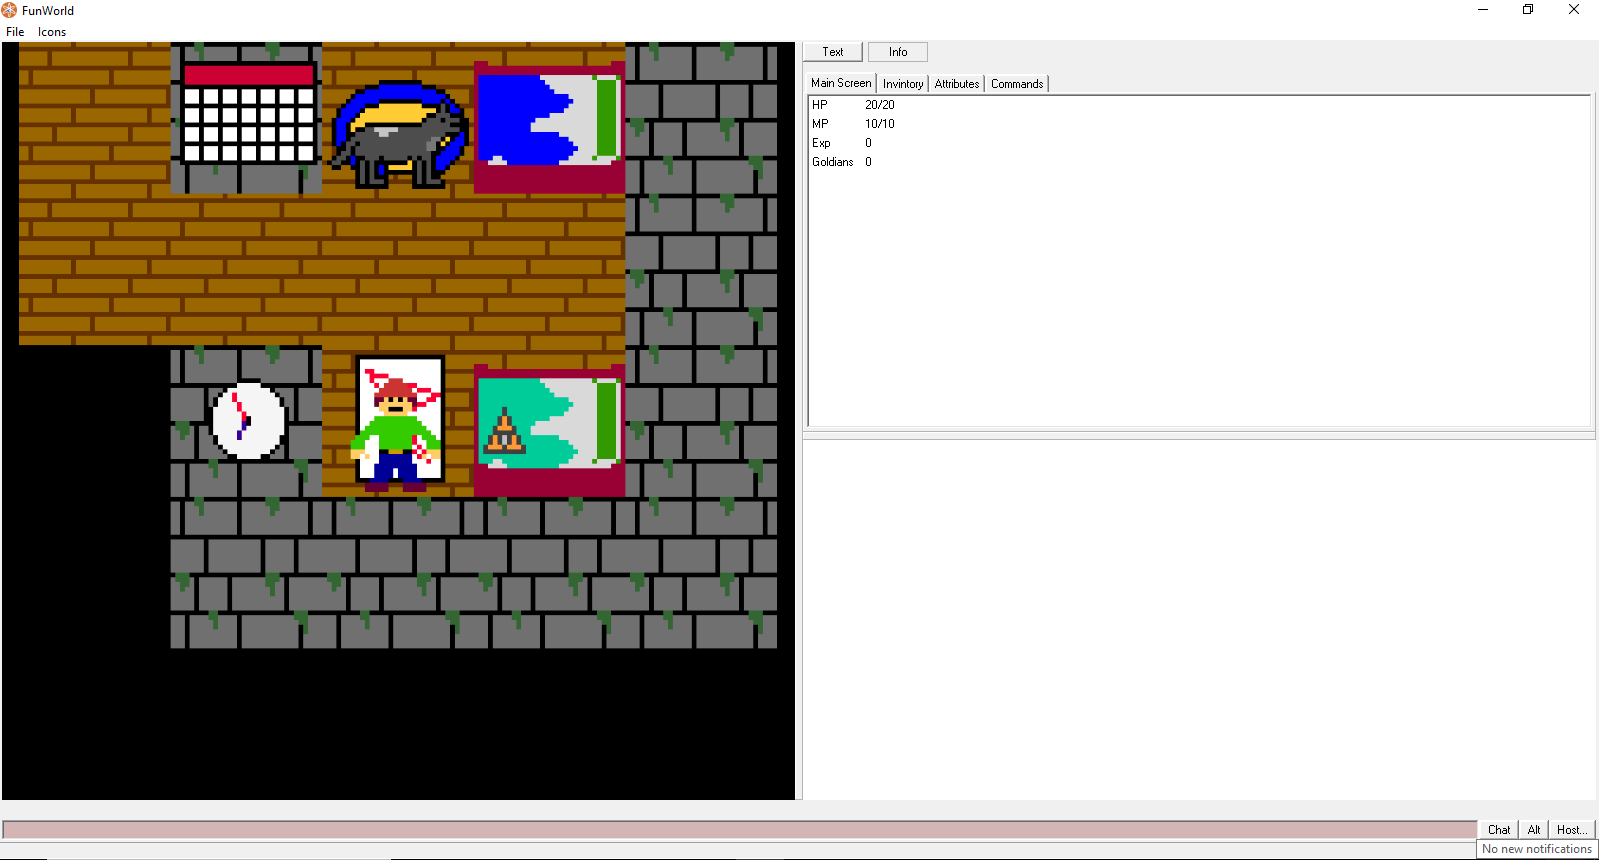 FunWorld
File Icons
Text Info
Main Screen Invintory Attributes Commands
HP 20/20
MP 10/10
Exp 0
Goldians 0
Chat Alt Host...
No new notifications